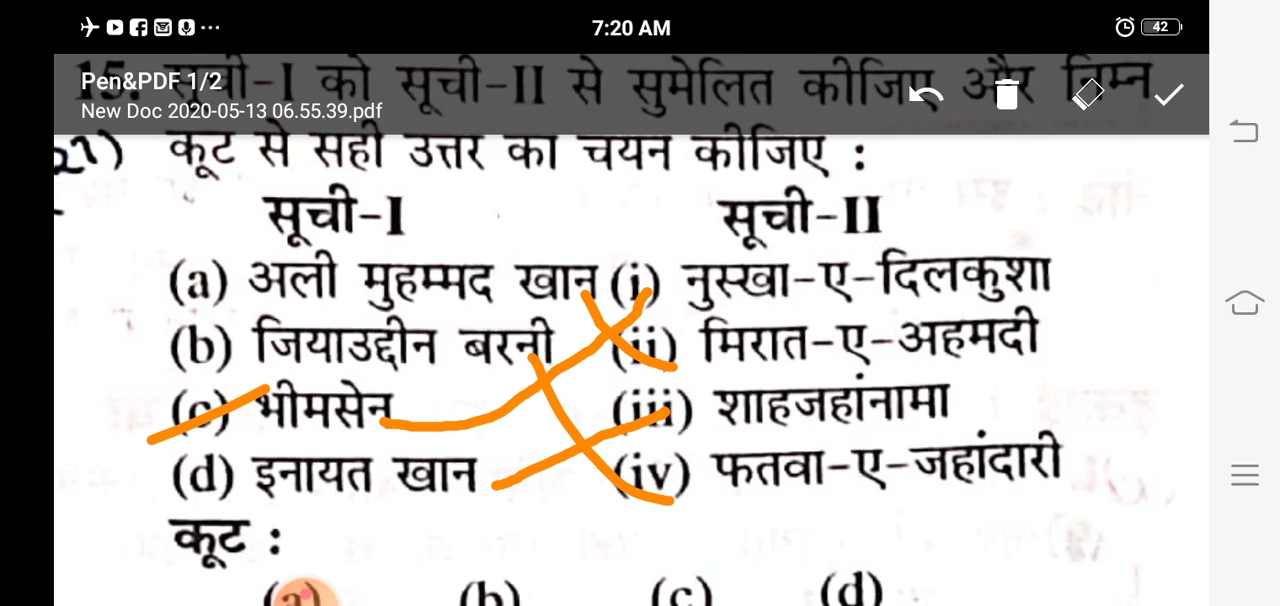 7:20 AM
42
Pen&PDF 1/2
New Doc 2020-05-13 06.55.39.pdf
15. सूची-I को सूची-II से सुमेलित कीजिए और निम्न
21) कूट से सही उत्तर का चयन कीजिए :
सूची-I सूची-II
(a) अली मुहम्मद खान (i) नुस्खा-ए-दिलकुशा
(b) जियाउद्दीन बरनी (ii) मिरात-ए-अहमदी
(c) भीमसेन (iii) शाहजहांनामा
(d) इनायत खान (iv) फतवा-ए-जहांदारी
कूट :
(a) (b) (c) (d)